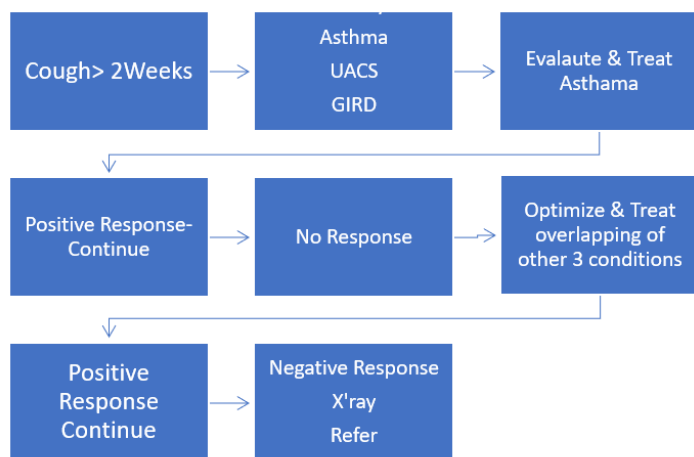 Cough> 2Weeks
Asthma
UACS
GIRD
Evalaute & Treat
Asthama
Positive Response-
Continue
No Response
Optimize & Treat
overlapping of
other 3 conditions
Positive
Response
Continue
Negative Response
X'ray
Refer